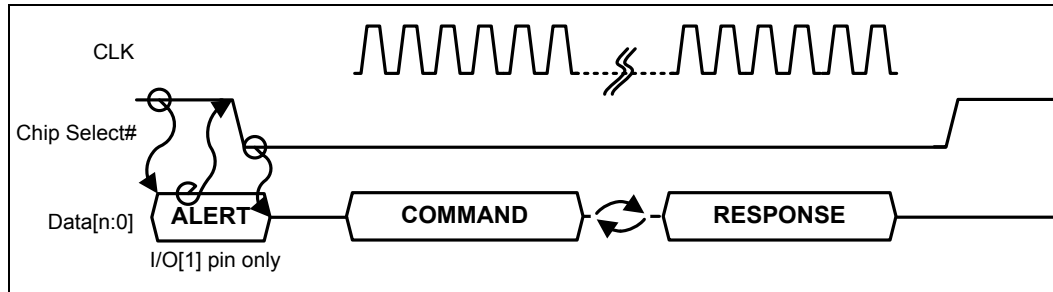 CLK
Chip Select#
Data[n:0]
ALERT
COMMAND
RESPONSE
I/O[1] pin only